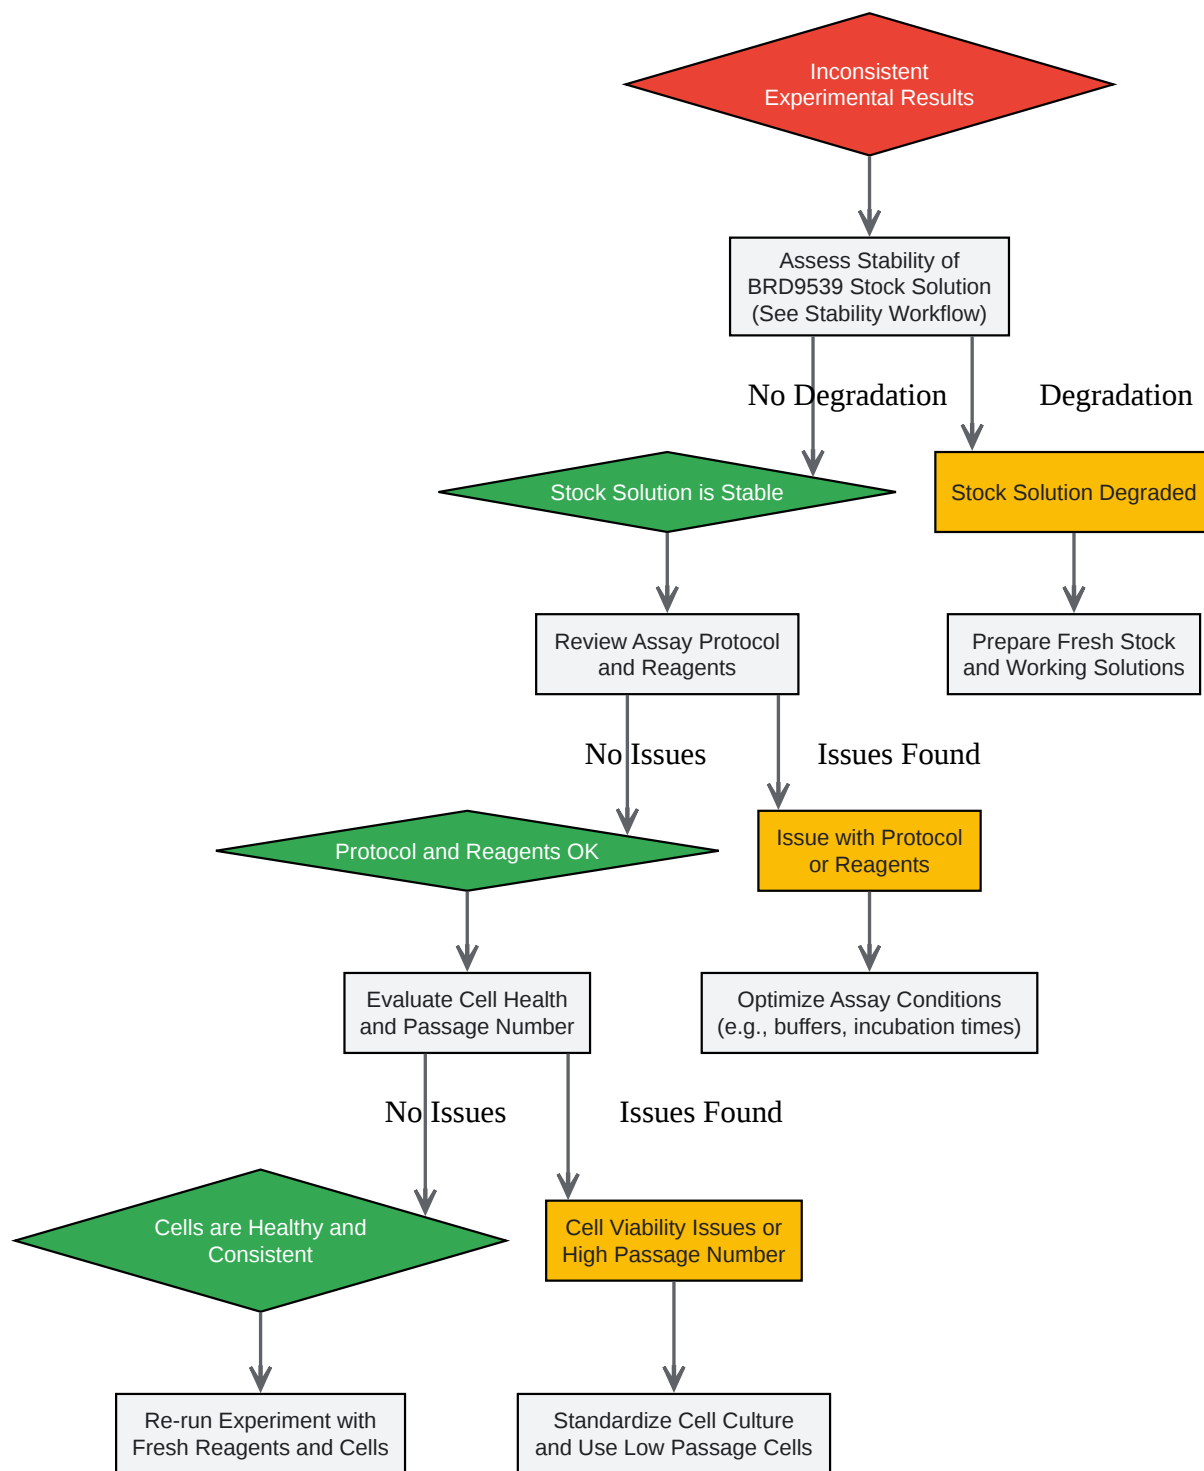 Inconsistent
Experimental Results
Assess Stability of
BRD9539 Stock Solution
(See Stability Workflow)
No Degradation
Degradation
Stock Solution is Stable
Stock Solution Degraded
Review Assay Protocol
and Reagents
Prepare Fresh Stock
and Working Solutions
No Issues
Issues Found
Protocol and Reagents OK
Issue with Protocol
or Reagents
Evaluate Cell Health
and Passage Number
Optimize Assay Conditions
(e.g., buffers, incubation times)
No Issues
Issues Found
Cells are Healthy and
Consistent
Cell Viability Issues or
High Passage Number
Re-run Experiment with
Fresh Reagents and Cells
Standardize Cell Culture
and Use Low Passage Cells